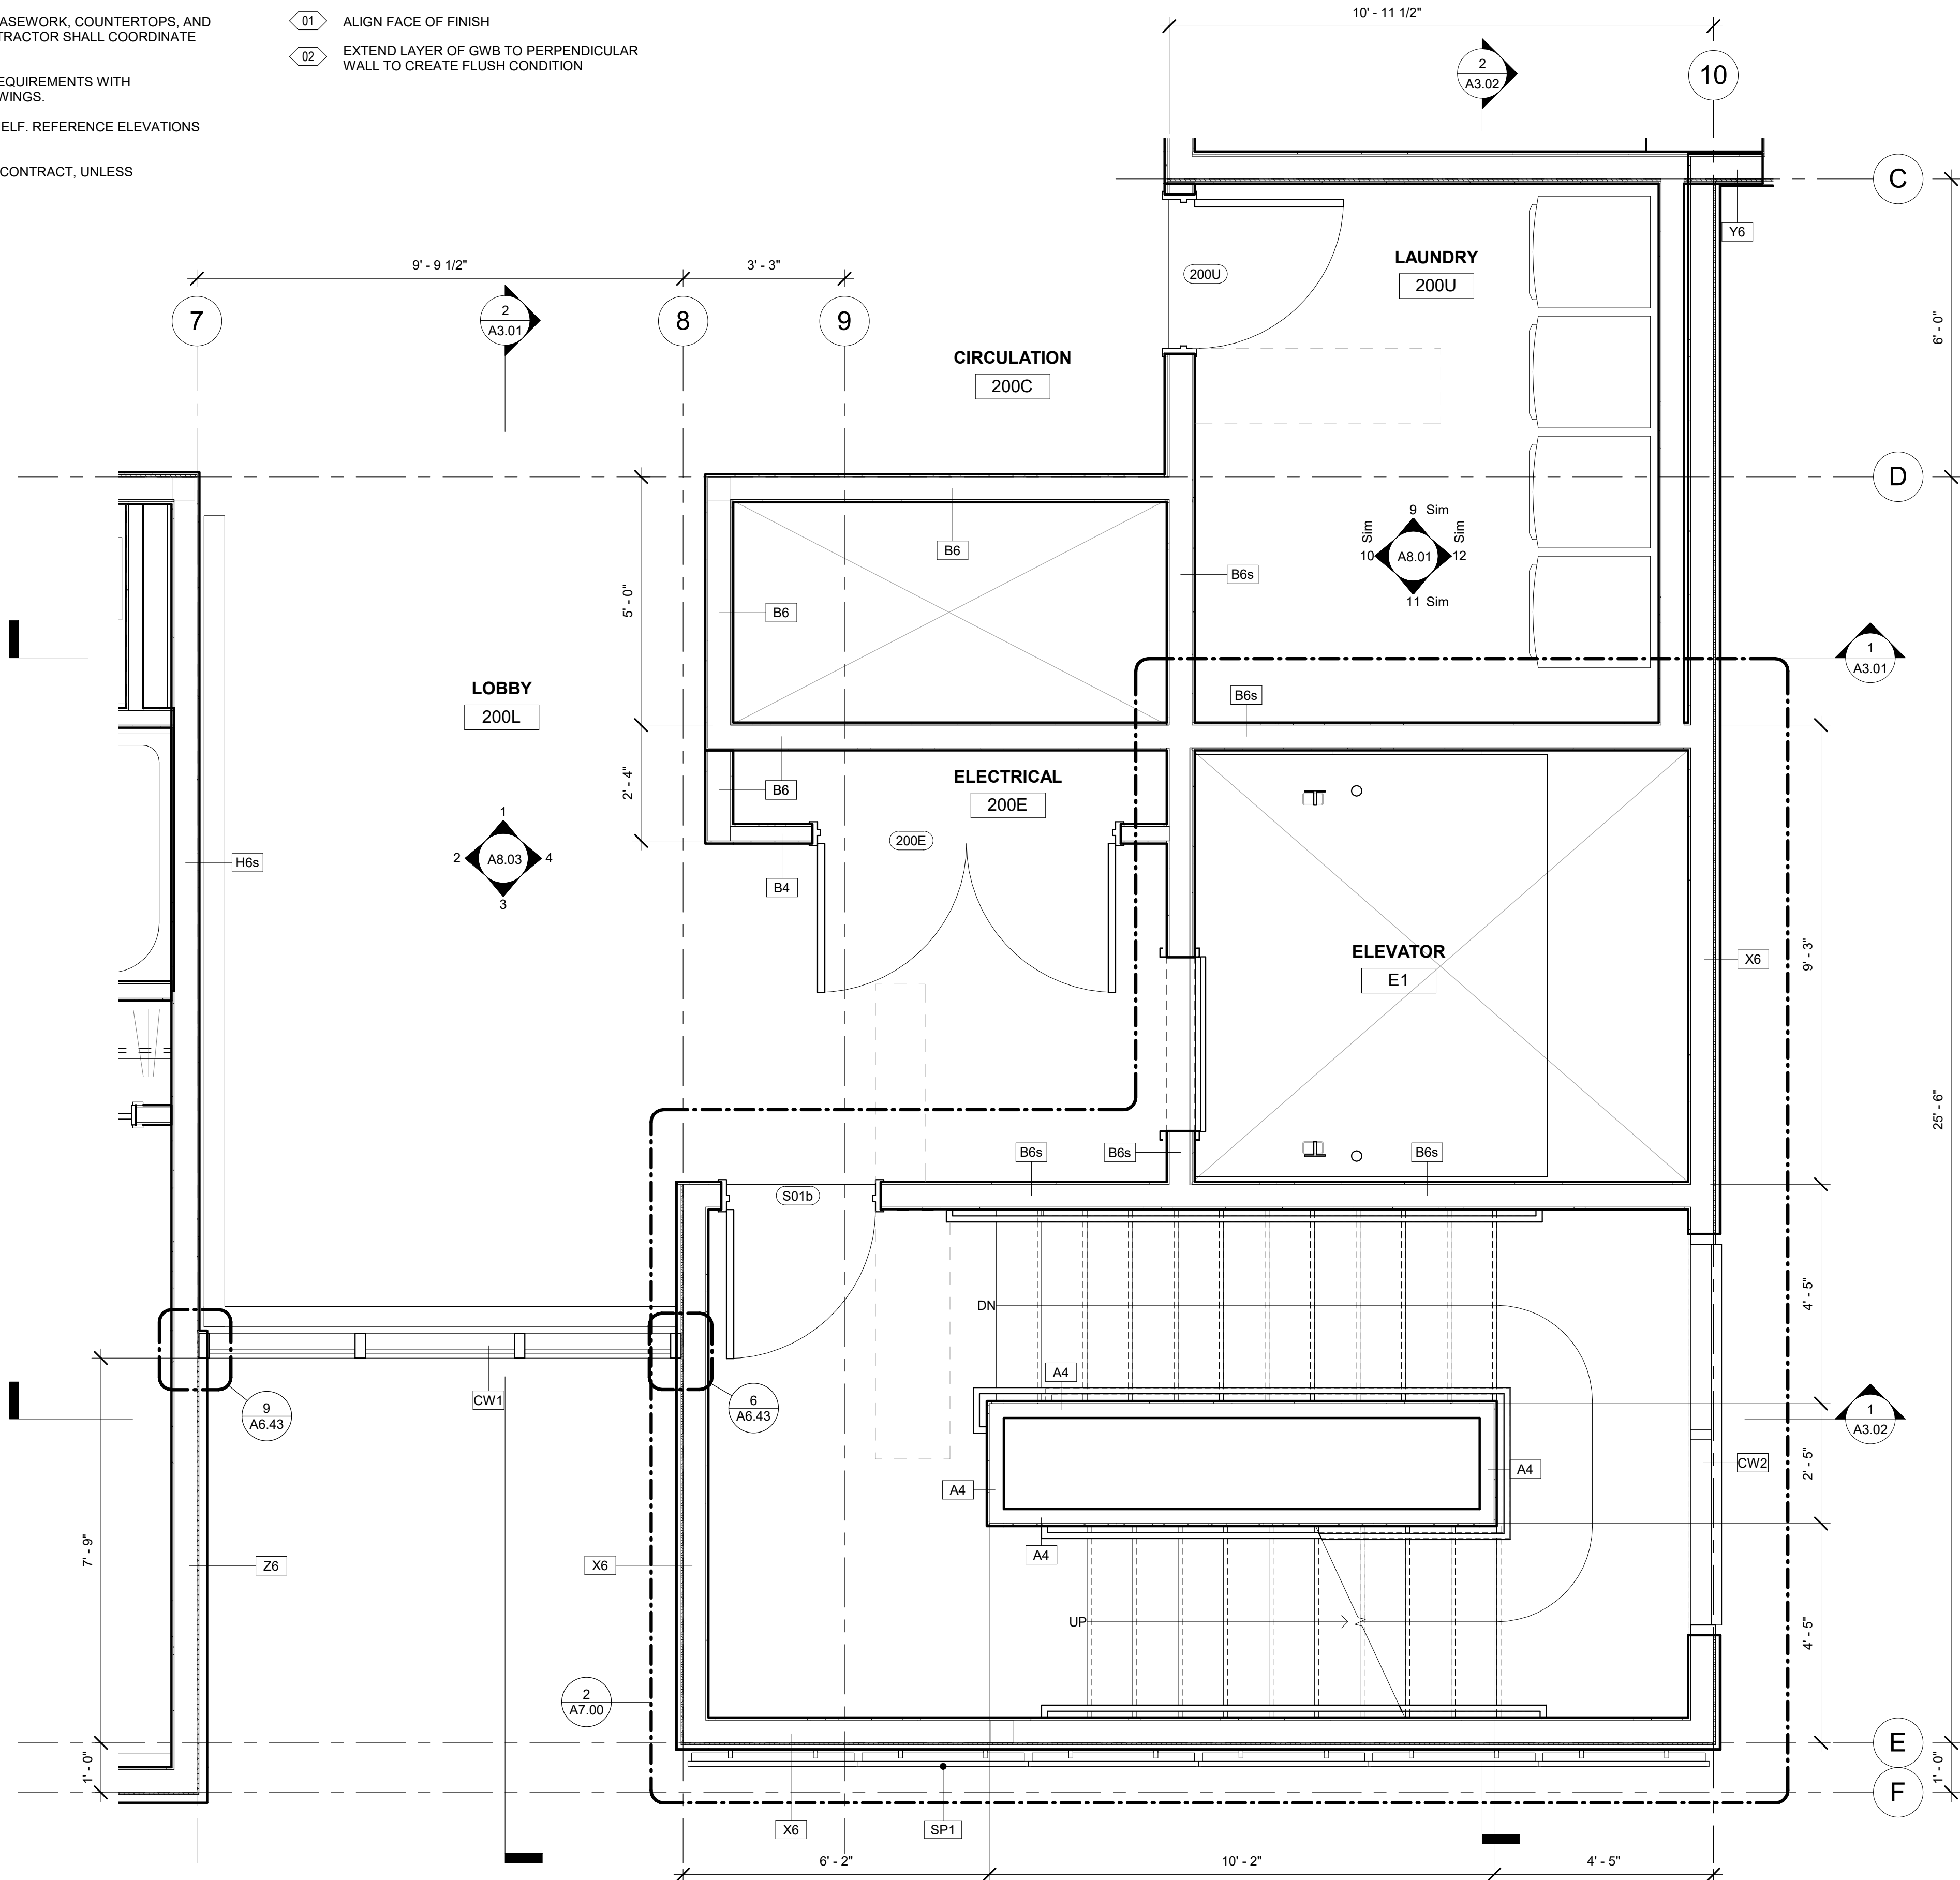 ASEWORK, COUNTERTOPS, AND
TRACTOR SHALL COORDINATE
EQUIREMENTS WITH
WINGS.
ELF. REFERENCE ELEVATIONS
CONTRACT, UNLESS
01 ALIGN FACE OF FINISH
02 EXTEND LAYER OF GWB TO PERPENDICULAR
WALL TO CREATE FLUSH CONDITION
10' - 11 1/2"
2
A3.02
10
C
Y6
9' - 9 1/2"
3' - 3"
7
2
A3.01
8
9
200U
LAUNDRY
200U
6' - 0"
CIRCULATION
200C
D
B6
B6s
9 Sim
Sim
10
A8.01
12
Sim
11 Sim
5' - 0"
B6
1
A3.01
LOBBY
200L
B6s
2' - 4"
B6
ELECTRICAL
200E
200E
H6s
1
2
A8.03
4
3
B4
ELEVATOR
E1
X6
9' - 3"
25' - 6"
B6s
B6s
B6s
S01b
DN
4' - 5"
A4
CW1
9
A6.43
6
A6.43
1
A3.02
A4
A4
CW2
2' - 5"
7' - 9"
Z6
X6
A4
UP
4' - 5"
2
A7.00
E
1' - 0"
1' - 0"
F
X6
SP1
6' - 2"
10' - 2"
4' - 5"